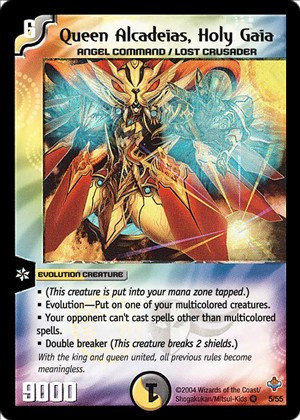 6
Queen Alcadeias, Holy Gaia
ANGEL COMMAND / LOST CRUSADER
EVOLUTION CREATURE
▪ (This creature is put into your mana zone tapped.)
▪ Evolution—Put on one of your multicolored creatures.
▪ Your opponent can't cast spells other than multicolored
spells.
▪ Double breaker (This creature breaks 2 shields.)
With the king and queen united, all previous rules become
meaningless.
9000
1
©2004 Wizards of the Coast/
Shogakukan/Mitsui-Kids
5/55